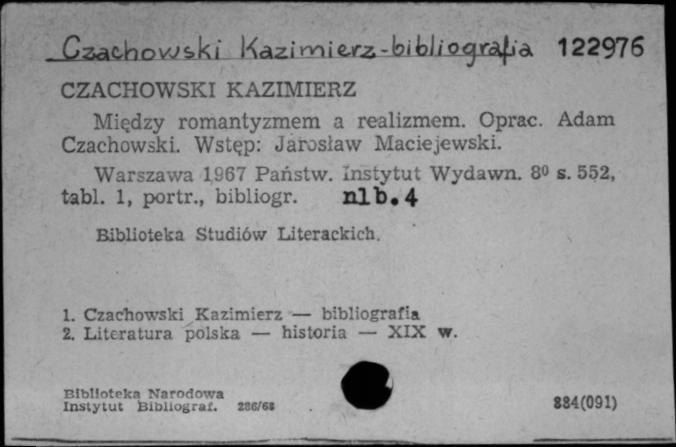 Czachowski Kazimierz-bibliografia 122976
CZACHOWSKI KAZIMIERZ
Między romantyzmem a realizmem. Oprac. Adam
Czachowski. Wstęp: Jarosław Maciejewski.
Warszawa 1967 Państw. Instytut Wydawn. 8⁰ s. 552,
tabl. 1, portr., bibliogr. nlb. 4
Biblioteka Studiów Literackich.
1. Czachowski Kazimierz — bibliografia
2. Literatura polska — historia — XIX w.
Biblioteka Narodowa
Instytut Bibliograf. 286/68
884(091)